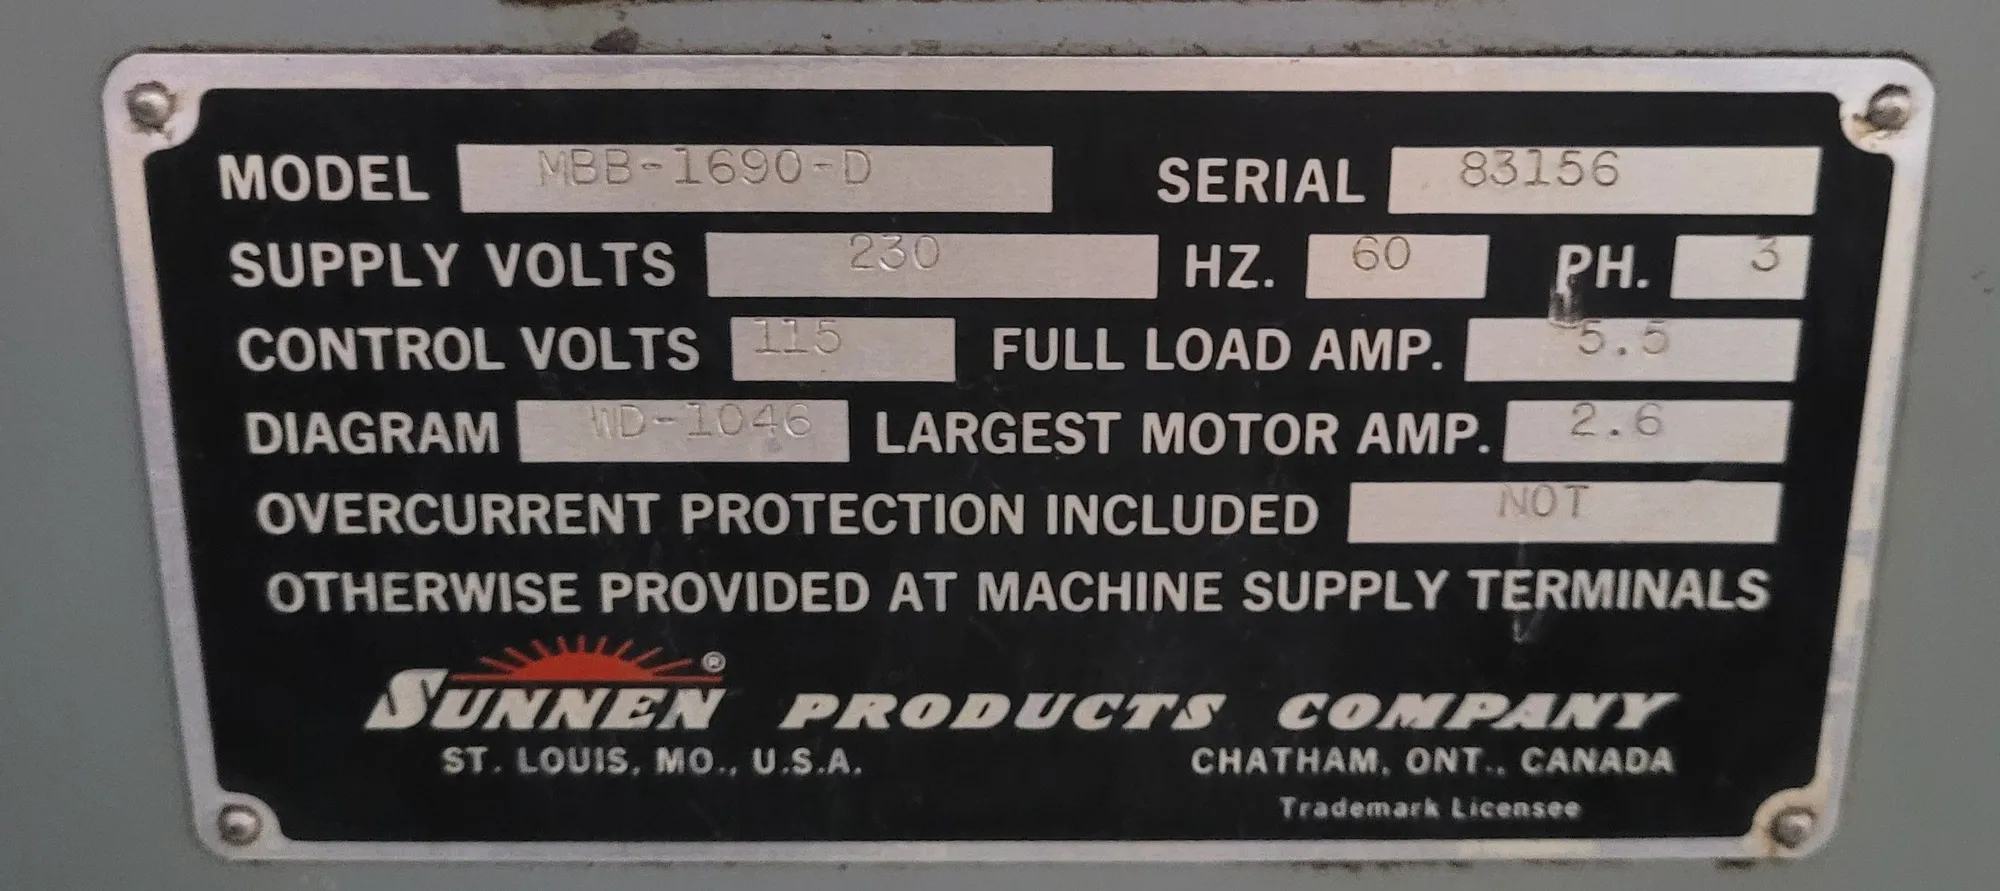 MODEL MBB-1690-D SERIAL 83156
SUPPLY VOLTS 230 HZ. 60 PH. 3
CONTROL VOLTS 115 FULL LOAD AMP. 5.5
DIAGRAM WD-1046 LARGEST MOTOR AMP. 2.6
OVERCURRENT PROTECTION INCLUDED NOT
OTHERWISE PROVIDED AT MACHINE SUPPLY TERMINALS
SUNNEN® PRODUCTS COMPANY
ST. LOUIS, MO., U.S.A. CHATHAM, ONT., CANADA
Trademark Licensee